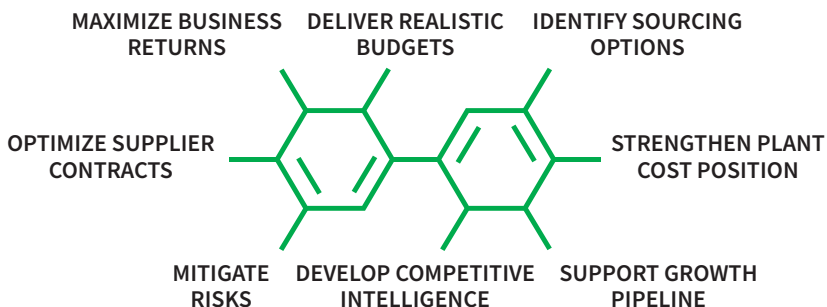 MAXIMIZE BUSINESS
RETURNS
DELIVER REALISTIC
BUDGETS
IDENTIFY SOURCING
OPTIONS
OPTIMIZE SUPPLIER
CONTRACTS
STRENGTHEN PLANT
COST POSITION
MITIGATE
RISKS
DEVELOP COMPETITIVE
INTELLIGENCE
SUPPORT GROWTH
PIPELINE